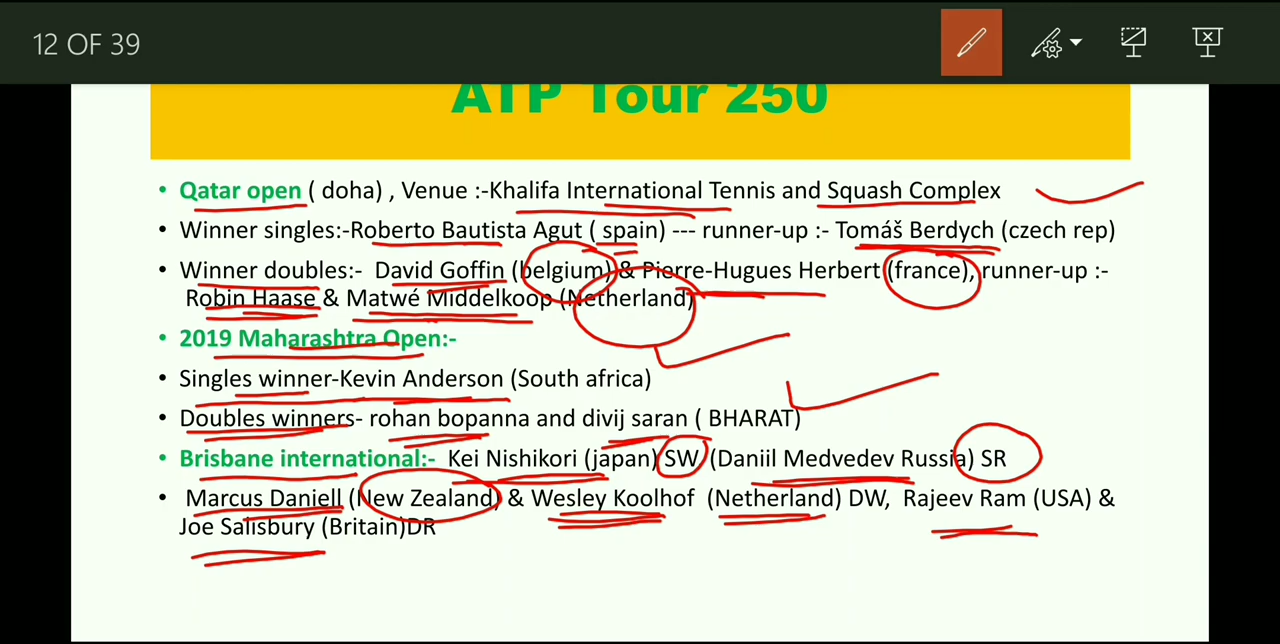 12 OF 39
ATP Tour 250
• Qatar open ( doha) , Venue :-Khalifa International Tennis and Squash Complex
• Winner singles:-Roberto Bautista Agut ( spain) --- runner-up :- Tomáš Berdych (czech rep)
• Winner doubles:- David Goffin (belgium) & Pierre-Hugues Herbert (france), runner-up :-
Robin Haase & Matwé Middelkoop (Netherland)
• 2019 Maharashtra Open:-
• Singles winner-Kevin Anderson (South africa)
• Doubles winners- rohan bopanna and divij saran ( BHARAT)
• Brisbane international:- Kei Nishikori (japan) SW (Daniil Medvedev Russia) SR
• Marcus Daniell (New Zealand) & Wesley Koolhof (Netherland) DW, Rajeev Ram (USA) &
Joe Salisbury (Britain)DR